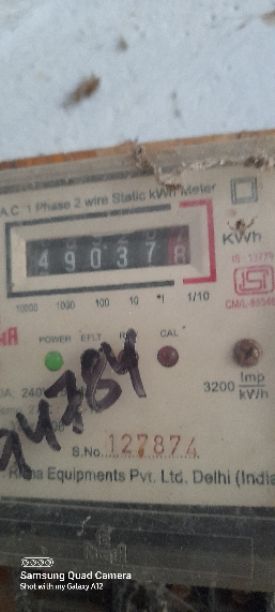 A.C. 1 Phase 2 wire Static kWh Meter
490378
KWh
10000 1000 100 10 *1 1/10
IS : 13779
CM/L-
POWER EFLT CAL
3200 Imp/kWh
94784
S.No. 127874
Equipments Pvt. Ltd. Delhi (India
Samsung Quad Camera
Shot with my Galaxy A12